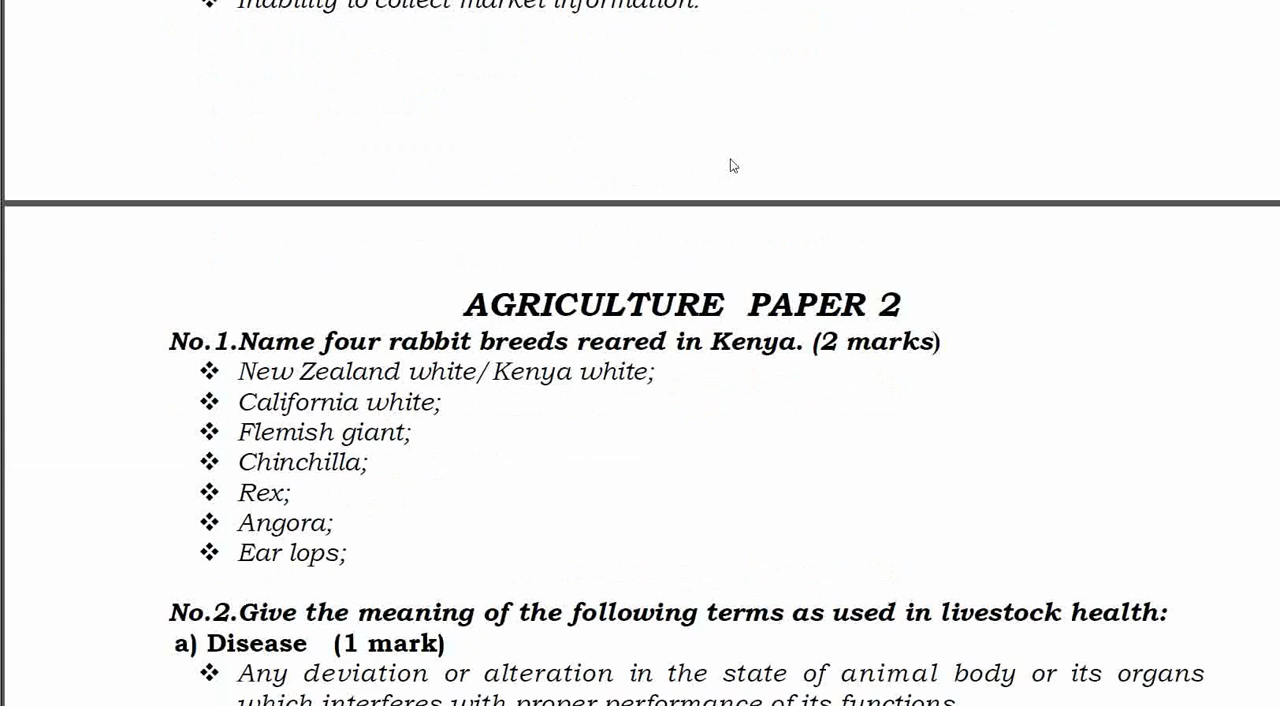 ❖ Inability to collect market information.
AGRICULTURE PAPER 2
No.1.Name four rabbit breeds reared in Kenya. (2 marks)
❖ New Zealand white/Kenya white;
❖ California white;
❖ Flemish giant;
❖ Chinchilla;
❖ Rex;
❖ Angora;
❖ Ear lops;
No.2.Give the meaning of the following terms as used in livestock health:
a) Disease (1 mark)
❖ Any deviation or alteration in the state of animal body or its organs
which interferes with proper performance of its functions.